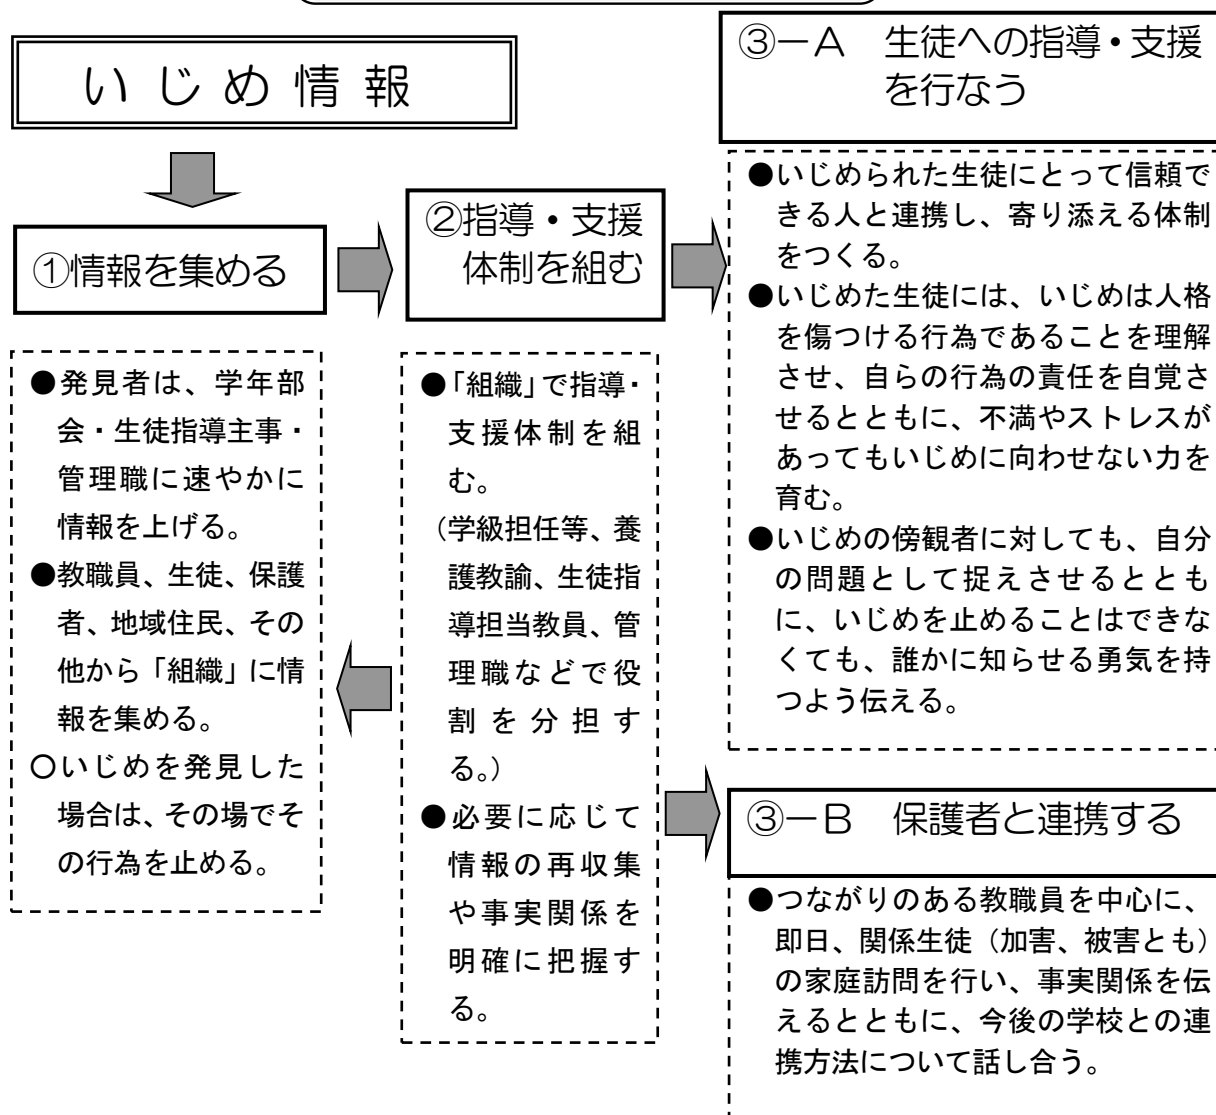 いじめ情報
①情報を集める
●発見者は、学年部
会・生徒指導主事・
管理職に速やかに
情報を上げる。
●教職員、生徒、保護
者、地域住民、その
他から「組織」に情
報を集める。
○いじめを発見した
場合は、その場でそ
の行為を止める。
②指導・支援
体制を組む
●「組織」で指導・
支援体制を組
む。
（学級担任等、養
護教諭、生徒指
導担当教員、管
理職などで役
割を分担す
る。）
●必要に応じて
情報の再収集
や事実関係を
明確に把握す
る。
③－Ａ　生徒への指導・支援
を行なう
●いじめられた生徒にとって信頼で
きる人と連携し、寄り添える体制
をつくる。
●いじめた生徒には、いじめは人格
を傷つける行為であることを理解
させ、自らの行為の責任を自覚さ
せるとともに、不満やストレスが
あってもいじめに向わせない力を
育む。
●いじめの傍観者に対しても、自分
の問題として捉えさせるととも
に、いじめを止めることはできな
くても、誰かに知らせる勇気を持
つよう伝える。
③－Ｂ　保護者と連携する
●つながりのある教職員を中心に、
即日、関係生徒（加害、被害とも）
の家庭訪問を行い、事実関係を伝
えるとともに、今後の学校との連
携方法について話し合う。